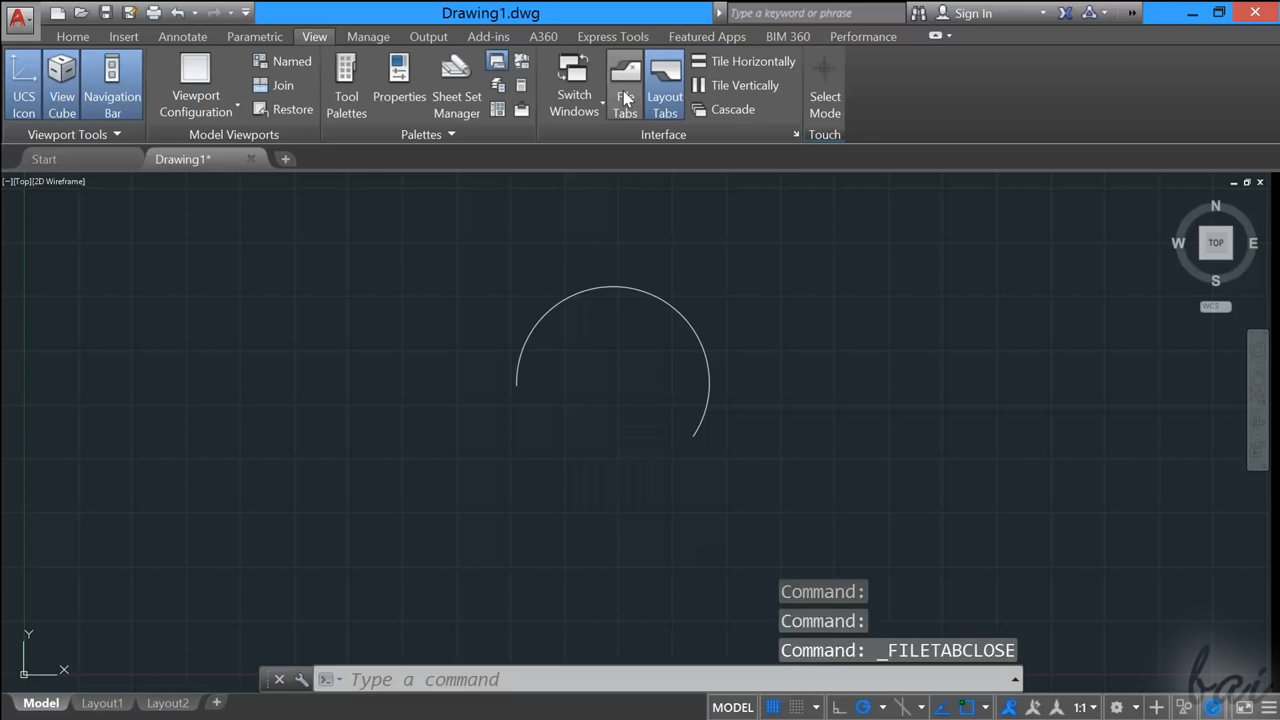 Drawing1.dwg
Type a keyword or phrase
Sign In
Home
Insert
Annotate
Parametric
View
Manage
Output
Add-ins
A360
Express Tools
Featured Apps
BIM 360
Performance
UCS
Icon
View
Cube
Navigation
Bar
Viewport
Configuration
Named
Join
Restore
Tool
Palettes
Properties
Sheet Set
Manager
Switch
Windows
File
Tabs
Layout
Tabs
Tile Horizontally
Tile Vertically
Cascade
Select
Mode
Viewport Tools
Model Viewports
Palettes
Interface
Touch
Start
Drawing1*
[−][Top][2D Wireframe]
N
W
TOP
E
S
WCS
Command:
Command:
Command: _FILETABCLOSE
Y
X
Type a command
Model
Layout1
Layout2
MODEL
1:1
bai